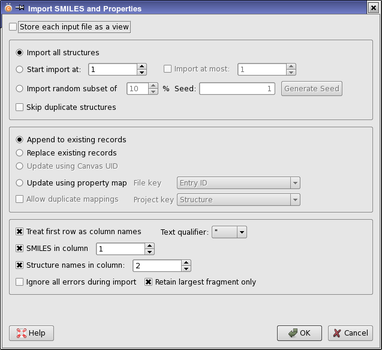 Import SMILES and Properties
Store each input file as a view
Import all structures
Start import at: 1 Import at most: 1
Import random subset of 10 % Seed: 1 Generate Seed
Skip duplicate structures
Append to existing records
Replace existing records
Update using Canvas UID
Update using property map File key Entry ID
Allow duplicate mappings Project key Structure
Treat first row as column names Text qualifier: "
SMILES in column 1
Structure names in column: 2
Ignore all errors during import Retain largest fragment only
Help OK Cancel